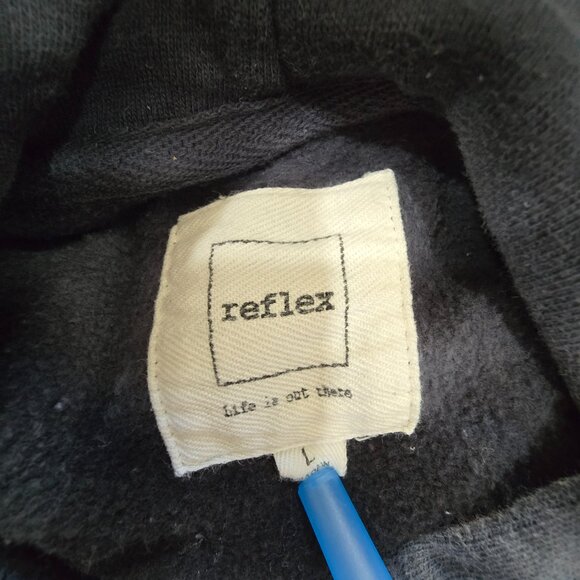 reflex
Life is out there
L